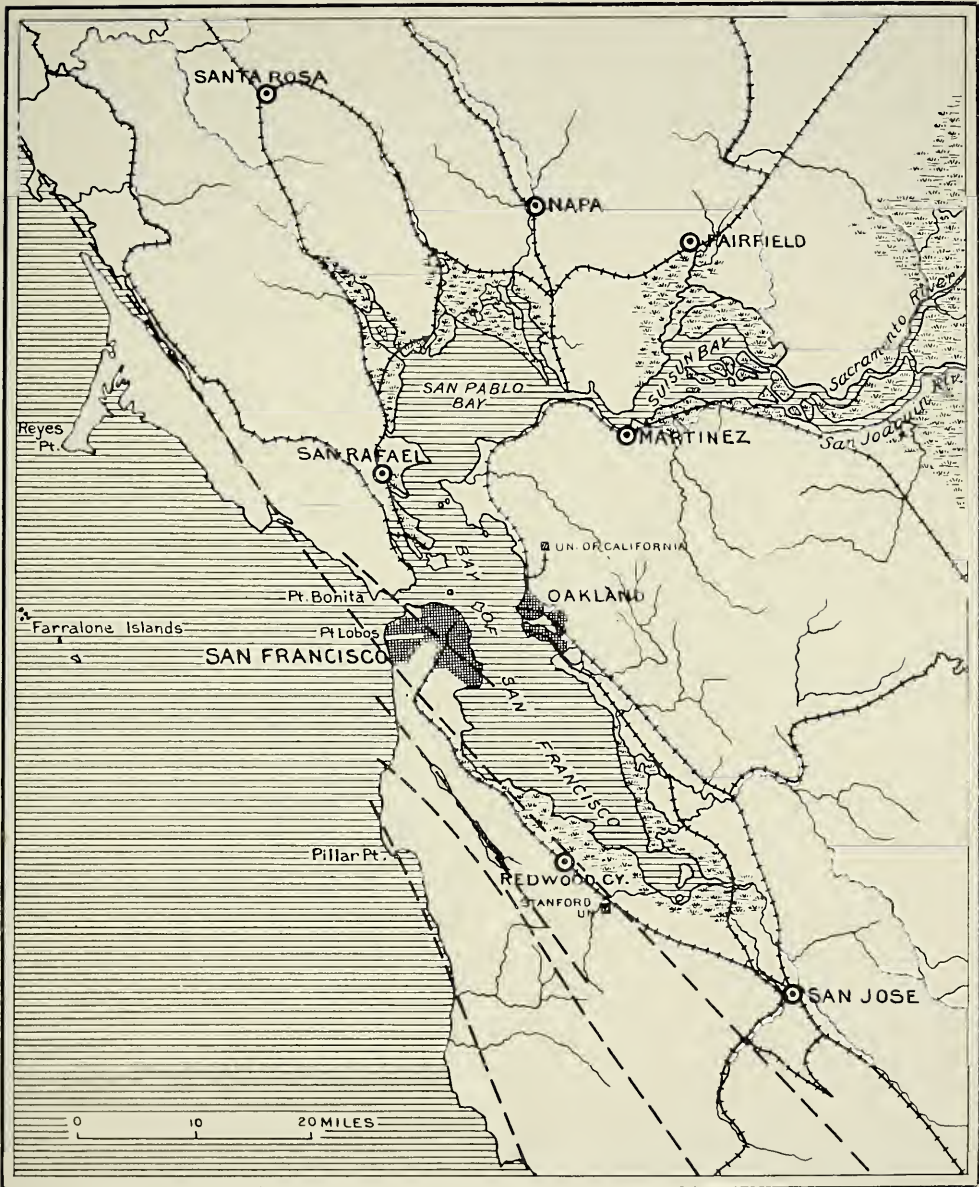 SANTA ROSA
NAPA
FAIRFIELD
Sacramento River
SUISUN BAY
SAN PABLO
BAY
San Joaquin Riv.
Reyes
Pt.
MARTINEZ
SAN RAFAEL
UN. OF CALIFORNIA
BAY OF SAN FRANCISCO
Pt. Bonita
OAKLAND
Farralone Islands
Pt Lobos
SAN FRANCISCO
Pillar Pt.
REDWOOD CY.
STANFORD
UN.
SAN JOSE
0 10 20 MILES